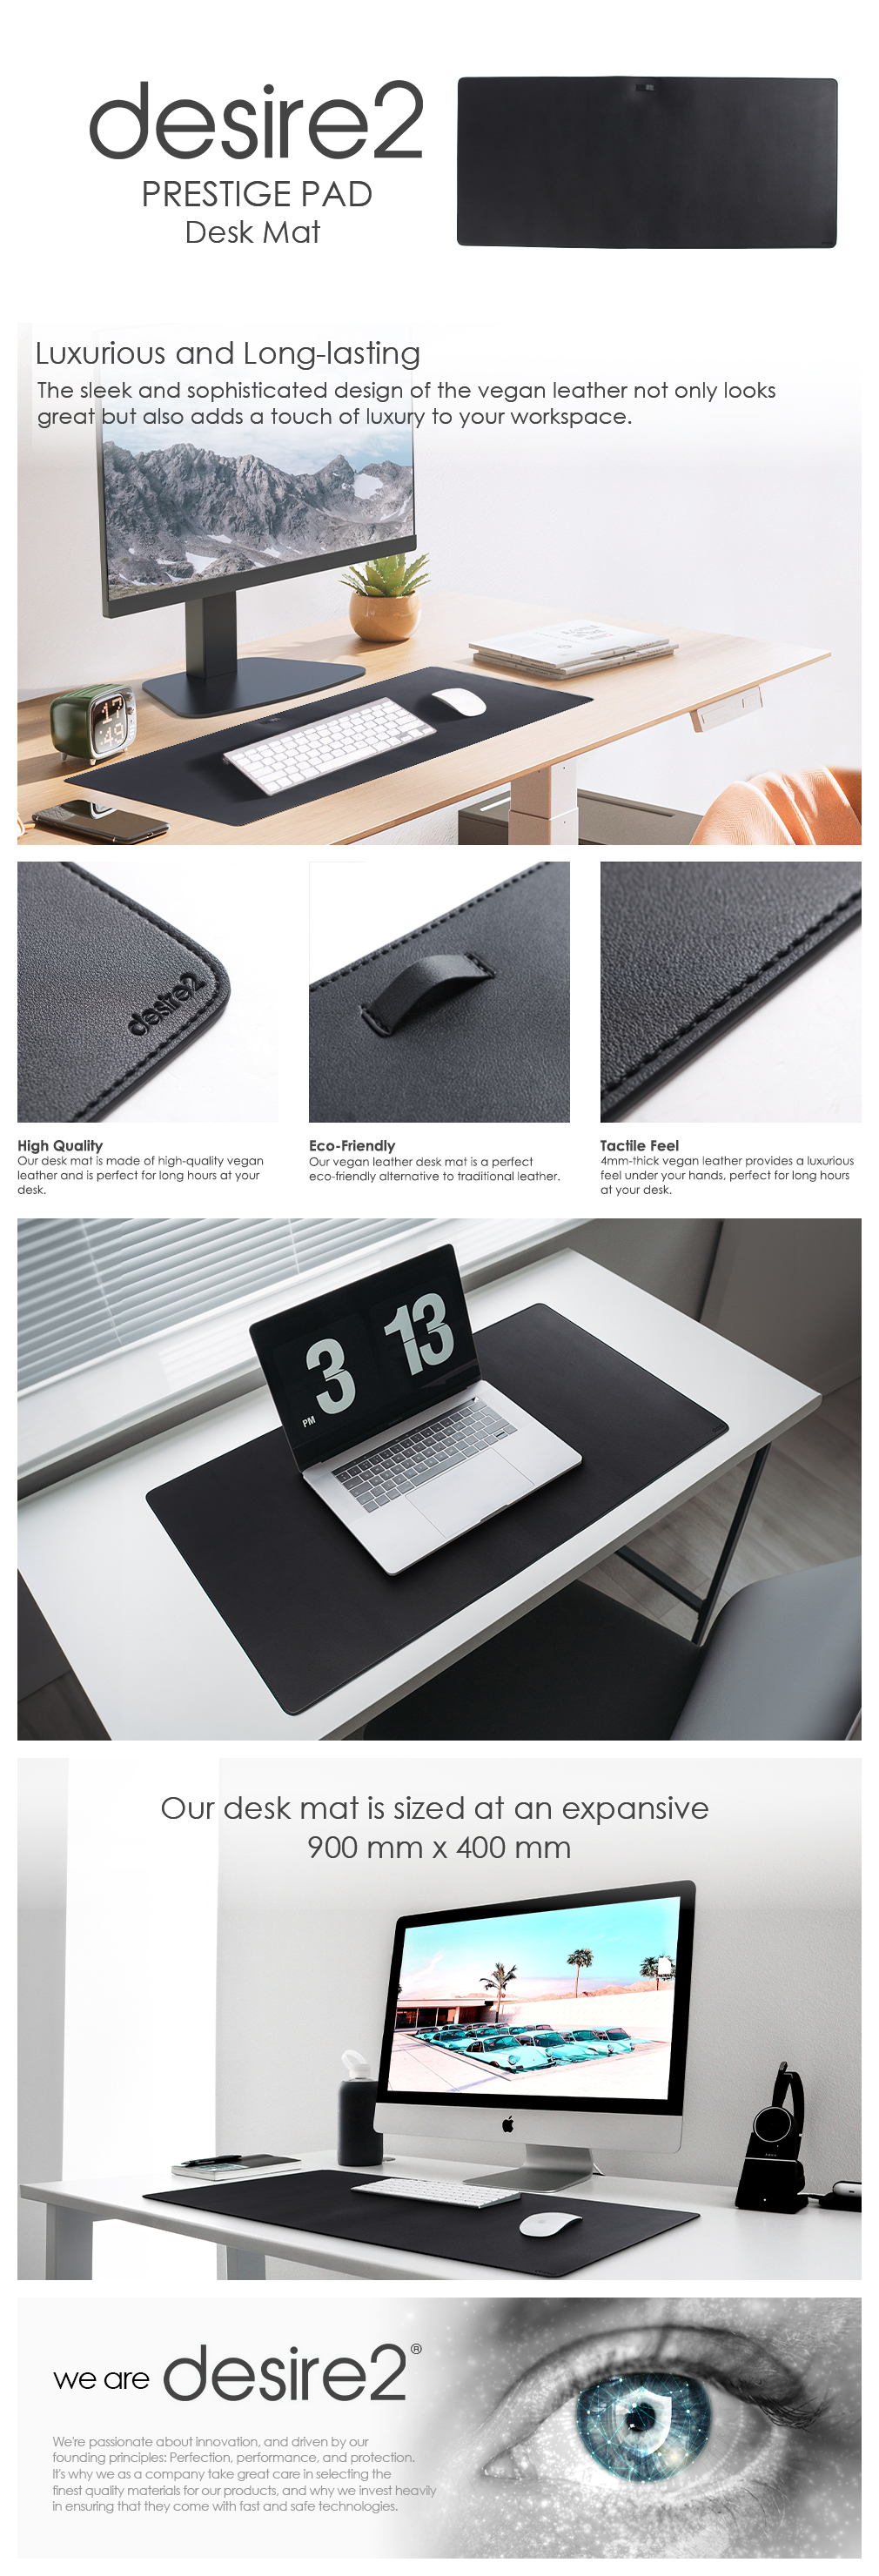 desire2
PRESTIGE PAD
Desk Mat
Luxurious and Long-lasting
The sleek and sophisticated design of the vegan leather not only looks
great but also adds a touch of luxury to your workspace.
17
49
desire2
High Quality
Our desk mat is made of high-quality vegan
leather and is perfect for long hours at your
desk.
Eco-Friendly
Our vegan leather desk mat is a perfect
eco-friendly alternative to traditional leather.
Tactile Feel
4mm-thick vegan leather provides a luxurious
feel under your hands, perfect for long hours
at your desk.
3 13
PM
Our desk mat is sized at an expansive
900 mm x 400 mm
we are desire2®
We're passionate about innovation, and driven by our
founding principles: Perfection, performance, and protection.
It's why we as a company take great care in selecting the
finest quality materials for our products, and why we invest heavily
in ensuring that they come with fast and safe technologies.